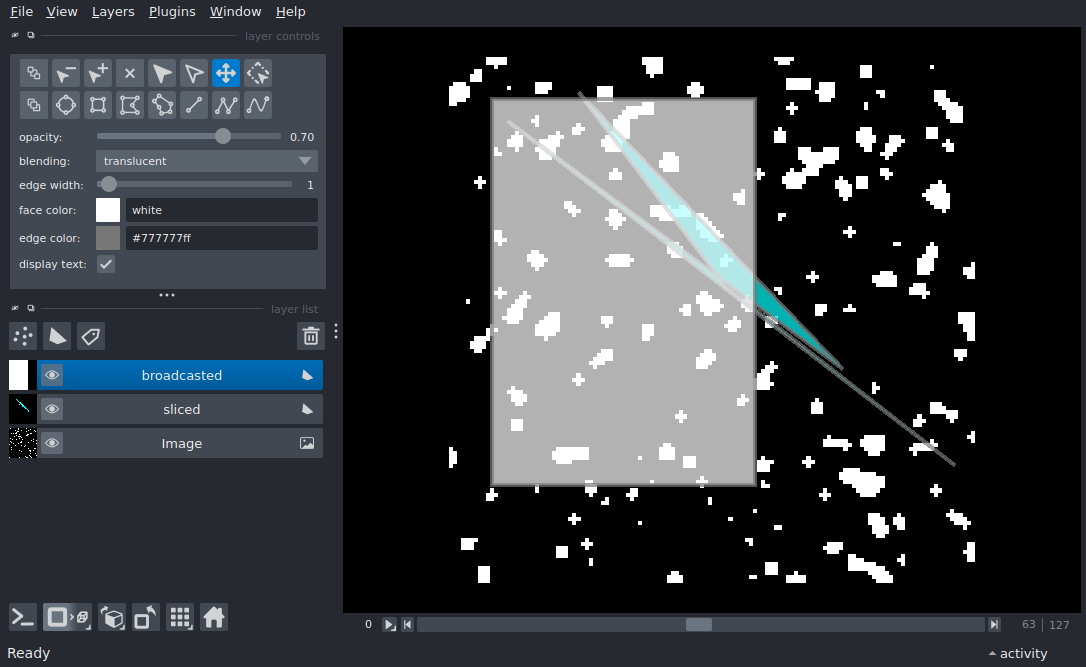 File View Layers Plugins Window Help
layer controls
opacity: 0.70
blending: translucent
edge width: 1
face color: white
edge color: #777777ff
display text:
layer list
broadcasted
sliced
Image
0 63 127
Ready activity